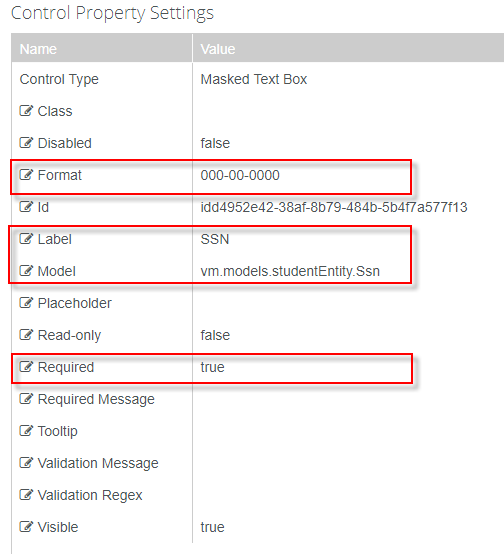 Control Property Settings
Name Value
Control Type Masked Text Box
Class
Disabled false
Format 000-00-0000
Id idd4952e42-38af-8b79-484b-5b4f7a577f13
Label SSN
Model vm.models.studentEntity.Ssn
Placeholder
Read-only false
Required true
Required Message
Tooltip
Validation Message
Validation Regex
Visible true